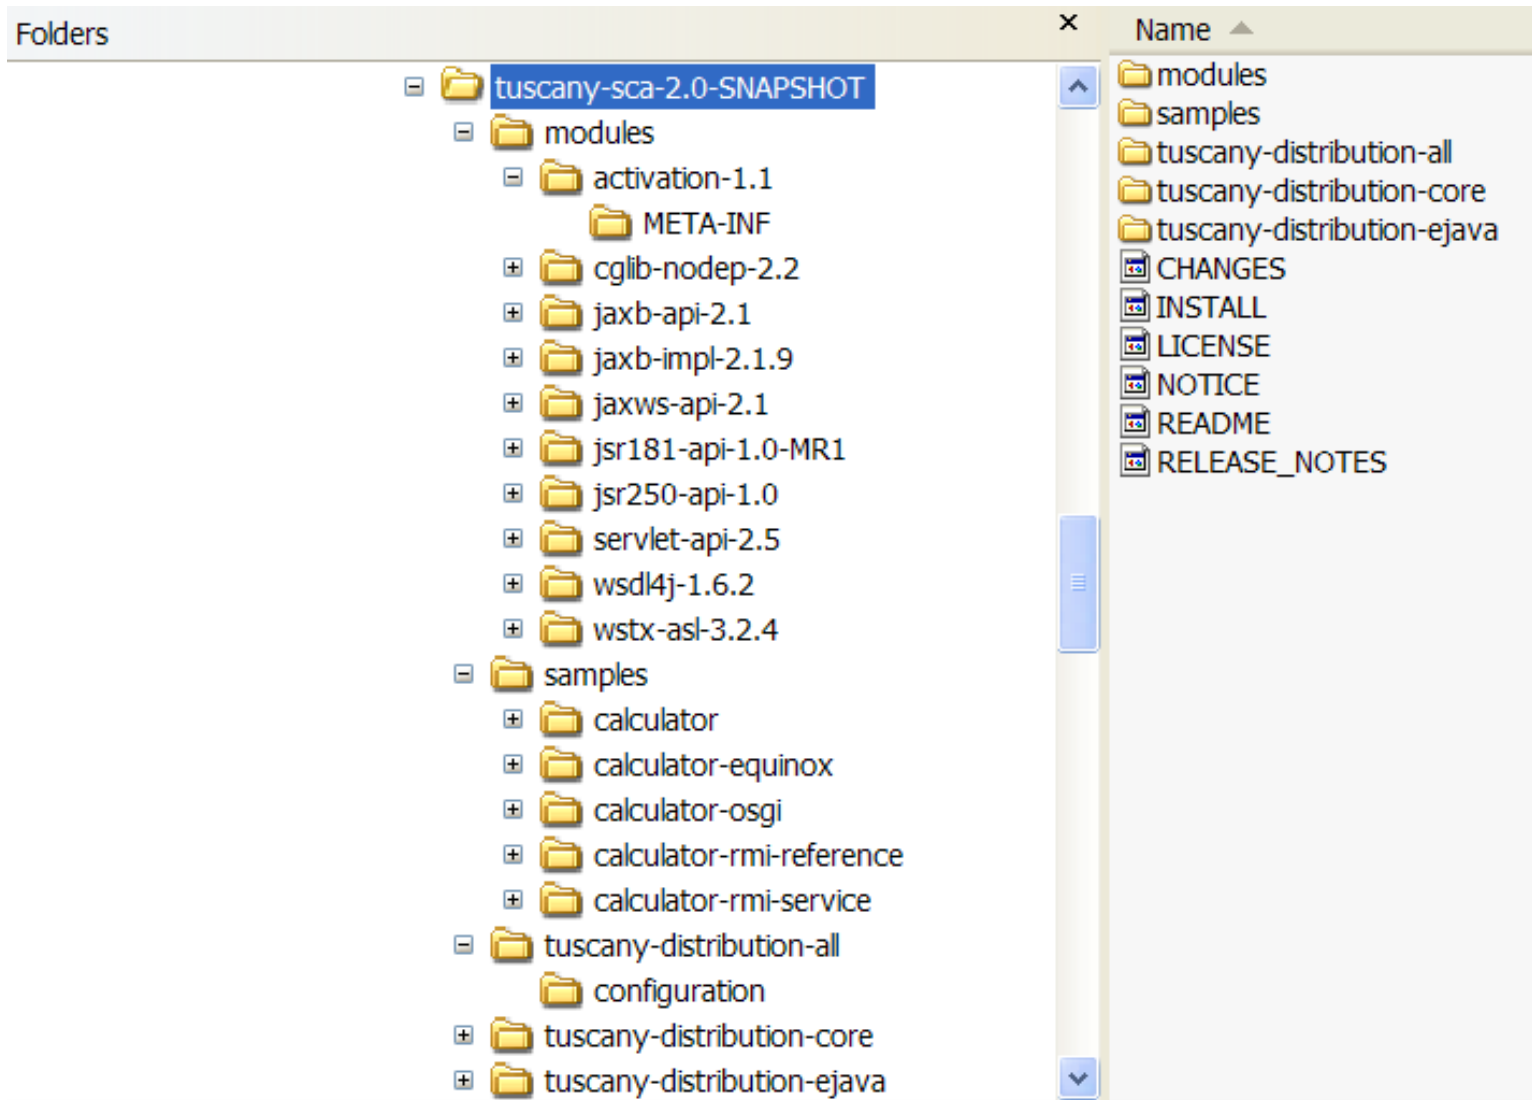 Folders
tuscany-sca-2.0-SNAPSHOT
modules
activation-1.1
META-INF
cglib-nodep-2.2
jaxb-api-2.1
jaxb-impl-2.1.9
jaxws-api-2.1
jsr181-api-1.0-MR1
jsr250-api-1.0
servlet-api-2.5
wsdl4j-1.6.2
wstx-asl-3.2.4
samples
calculator
calculator-equinox
calculator-osgi
calculator-rmi-reference
calculator-rmi-service
tuscany-distribution-all
configuration
tuscany-distribution-core
tuscany-distribution-ejava
Name
modules
samples
tuscany-distribution-all
tuscany-distribution-core
tuscany-distribution-ejava
CHANGES
INSTALL
LICENSE
NOTICE
README
RELEASE_NOTES